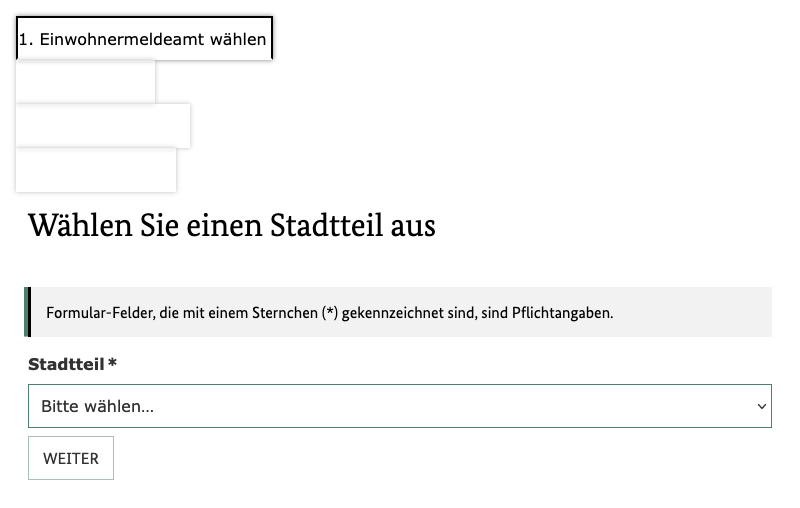 1. Einwohnermeldeamt wählen
Wählen Sie einen Stadtteil aus
Formular-Felder, die mit einem Sternchen (*) gekennzeichnet sind, sind Pflichtangaben.
Stadtteil *
Bitte wählen...
WEITER